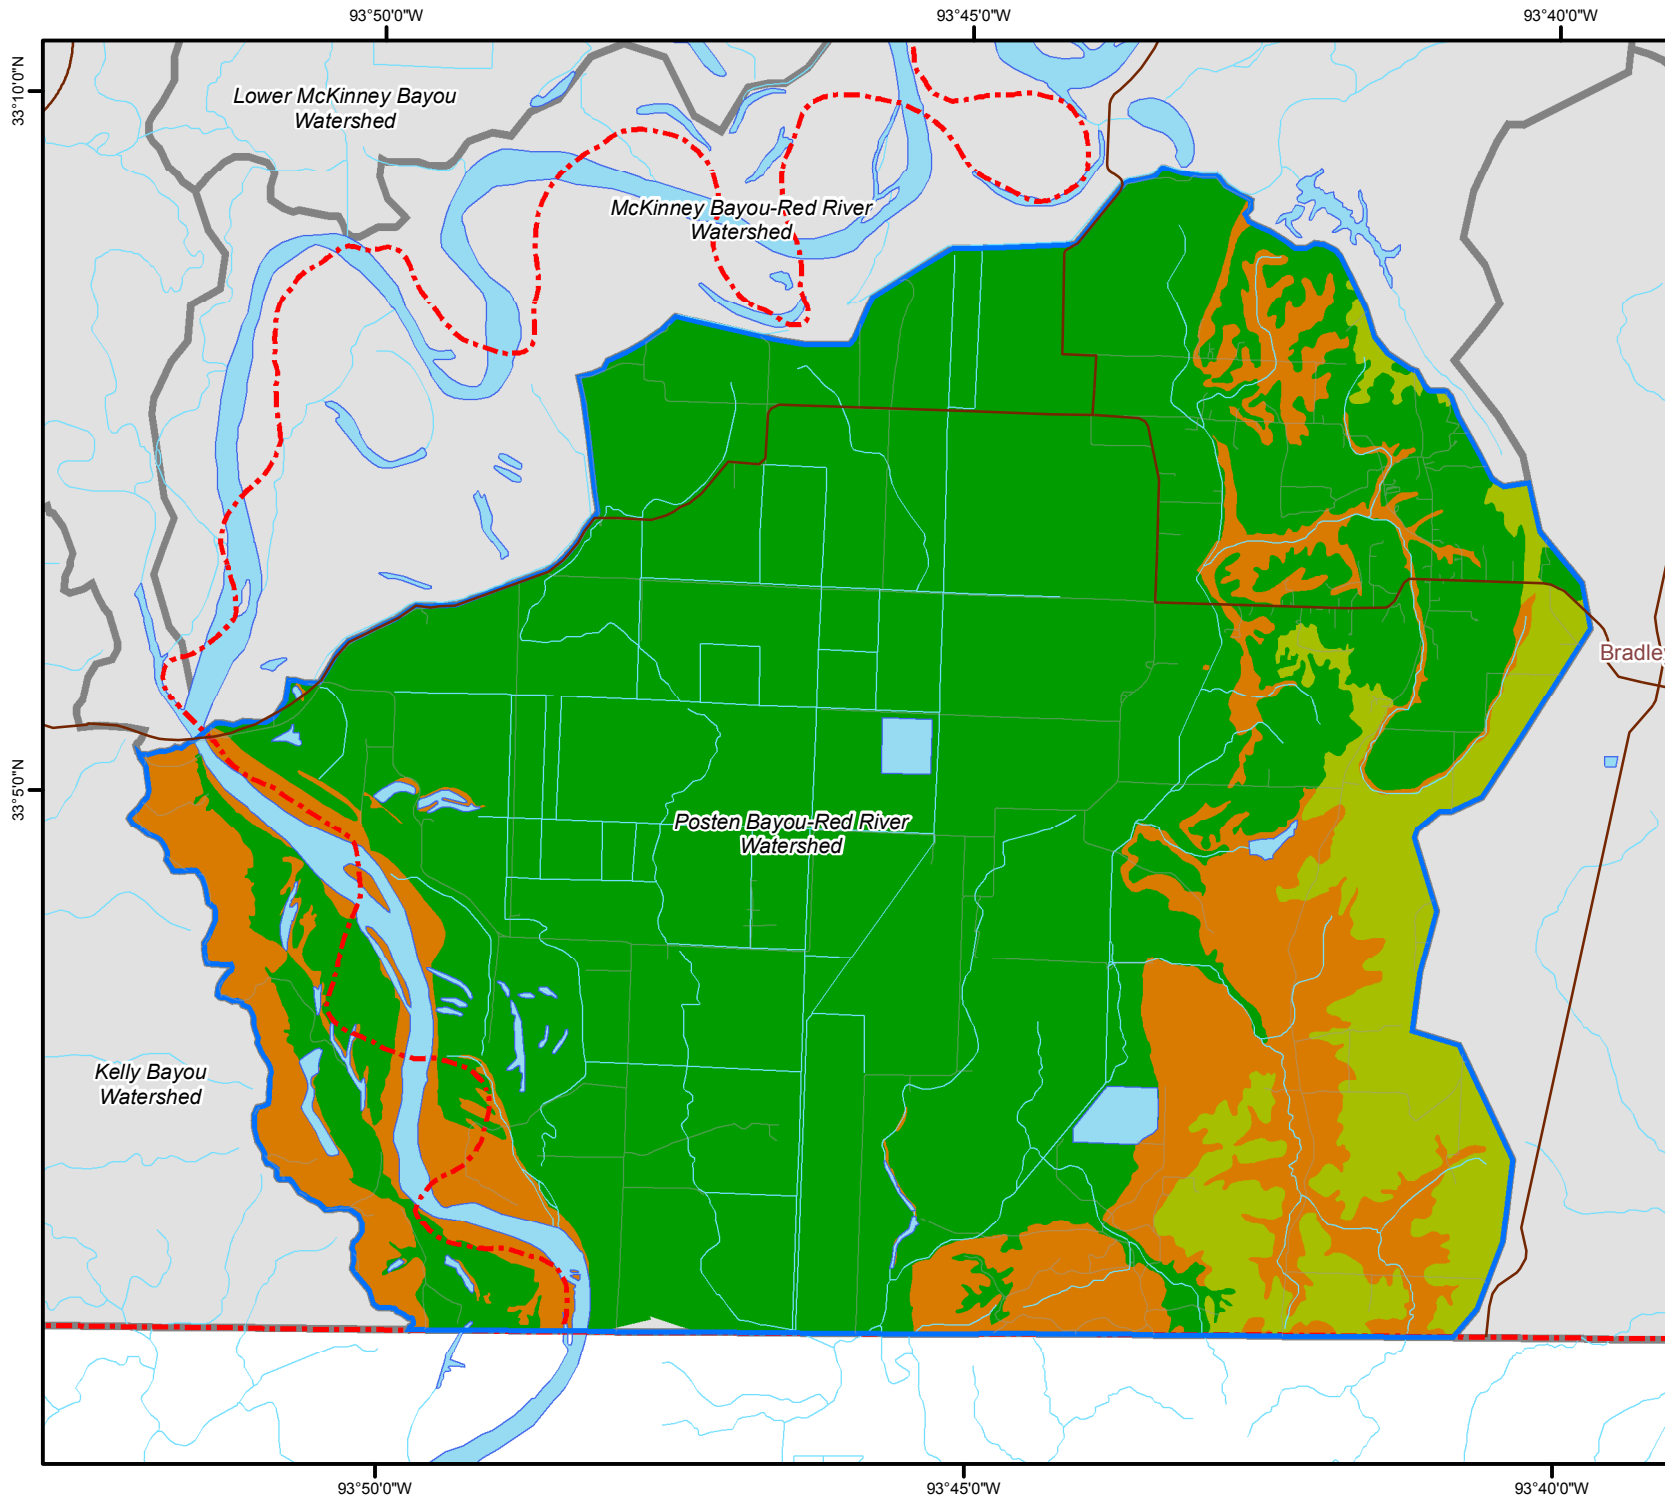 93°50'0"W
93°45'0"W
93°40'0"W
33°10'0"N
Lower McKinney Bayou
Watershed
McKinney Bayou-Red River
Watershed
Bradle
33°5'0"N
Posten Bayou-Red River
Watershed
Kelly Bayou
Watershed
93°50'0"W
93°45'0"W
93°40'0"W